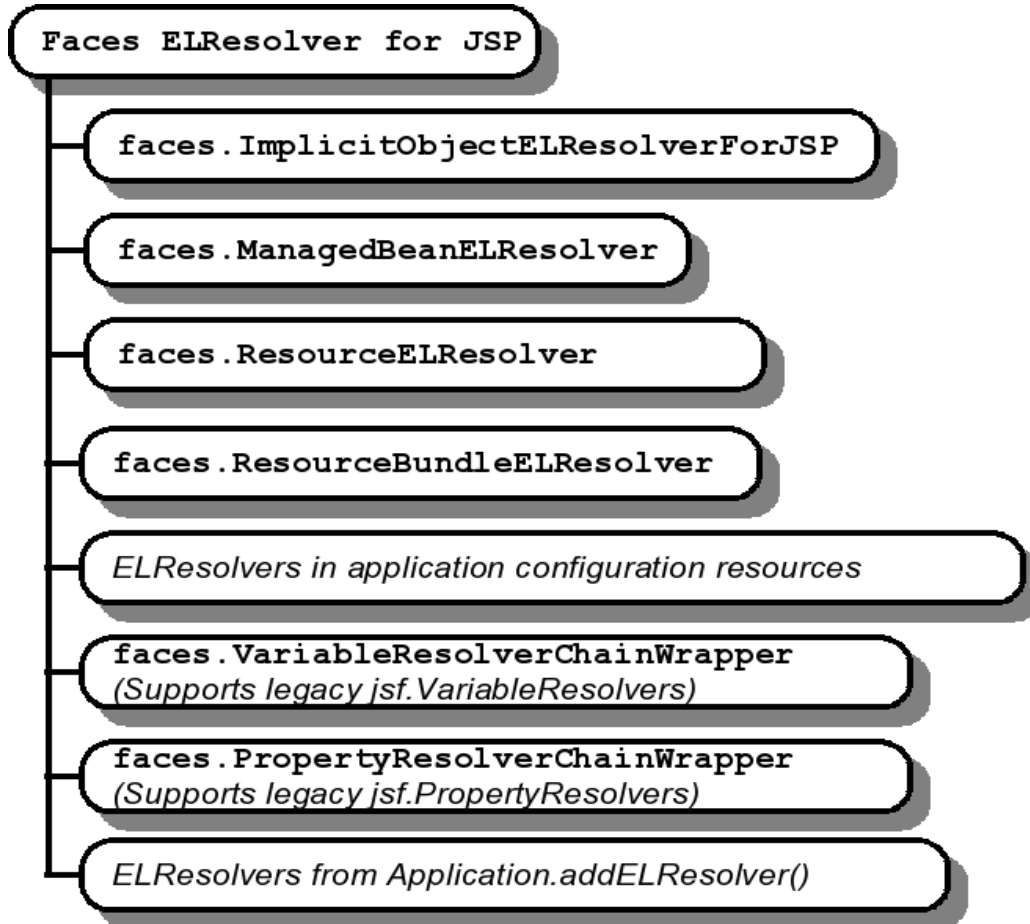 Faces ELResolver for JSP
faces.ImplicitObjectELResolverForJSP
faces.ManagedBeanELResolver
faces.ResourceELResolver
faces.ResourceBundleELResolver
ELResolvers in application configuration resources
faces.VariableResolverChainWrapper
(Supports legacy jsf.VariableResolvers)
faces.PropertyResolverChainWrapper
(Supports legacy jsf.PropertyResolvers)
ELResolvers from Application.addELResolver()